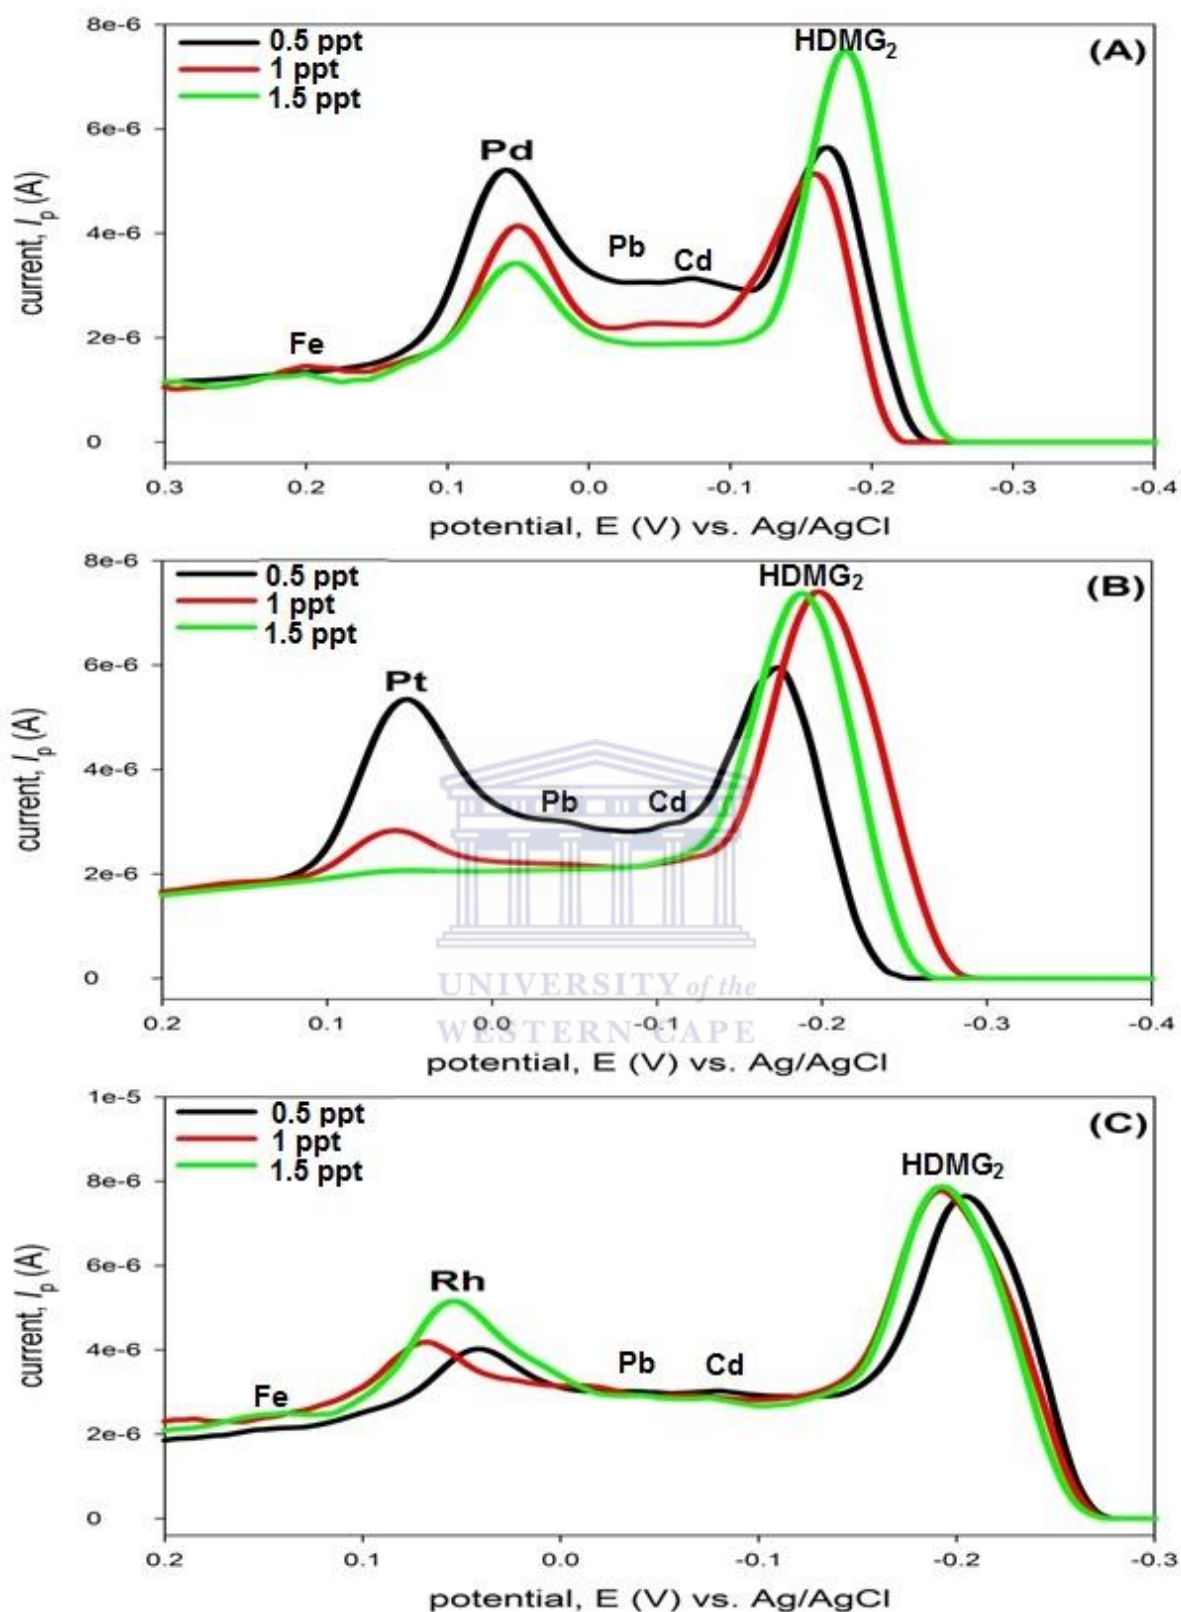 8e-6
0.5 ppt
1 ppt
1.5 ppt
HDMG2
(A)
6e-6
Pd
current, Ip (A)
4e-6
Pb
Cd
2e-6
Fe
0
0.3
0.2
0.1
0.0
-0.1
-0.2
-0.3
-0.4
potential, E (V) vs. Ag/AgCl
8e-6
0.5 ppt
1 ppt
1.5 ppt
HDMG2
(B)
6e-6
Pt
current, Ip (A)
4e-6
Pb
Cd
2e-6
0
UNIVERSITY of the
WESTERN CAPE
0.2
0.1
0.0
-0.1
-0.2
-0.3
-0.4
potential, E (V) vs. Ag/AgCl
1e-5
0.5 ppt
1 ppt
1.5 ppt
(C)
HDMG2
8e-6
6e-6
Rh
current, Ip (A)
4e-6
Pb
Cd
Fe
2e-6
0
0.2
0.1
0.0
-0.1
-0.2
-0.3
potential, E (V) vs. Ag/AgCl